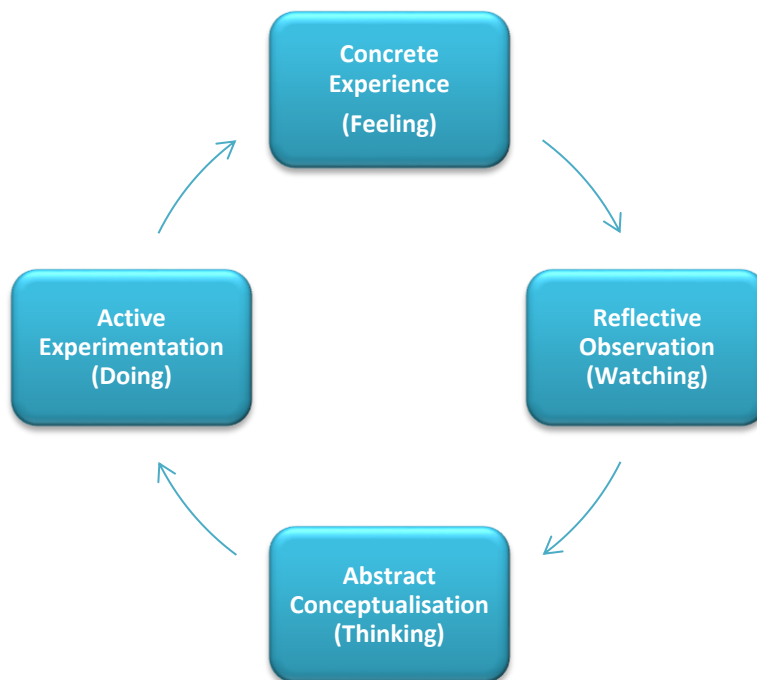 Concrete
Experience
(Feeling)
Active
Experimentation
(Doing)
Reflective
Observation
(Watching)
Abstract
Conceptualisation
(Thinking)